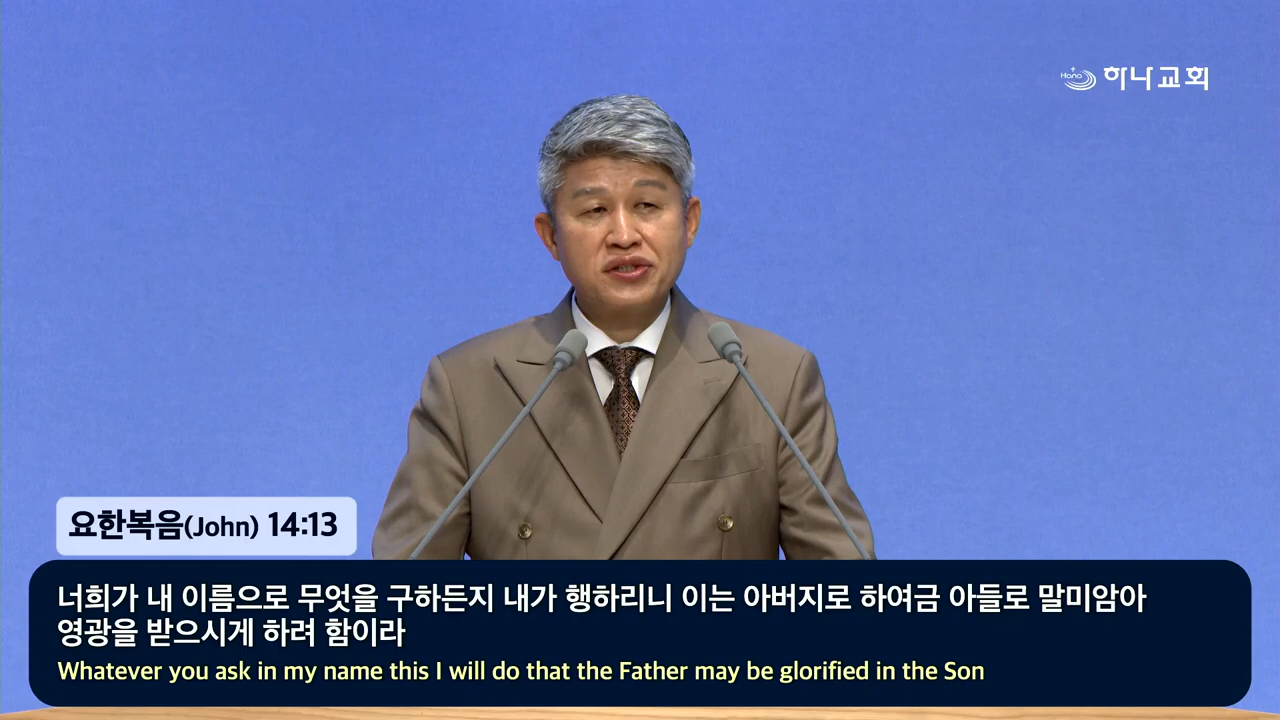 Hana 하나교회
요한복음(John) 14:13
너희가 내 이름으로 무엇을 구하든지 내가 행하리니 이는 아버지로 하여금 아들로 말미암아
영광을 받으시게 하려 함이라
Whatever you ask in my name this I will do that the Father may be glorified in the Son